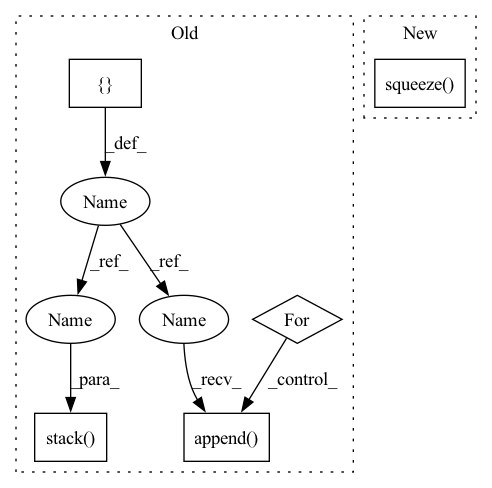 Old
New
{}
squeeze()
_def_
Name
_ref_
_ref_
Name
Name
For
_para_
_recv_
_control_
stack()
append()